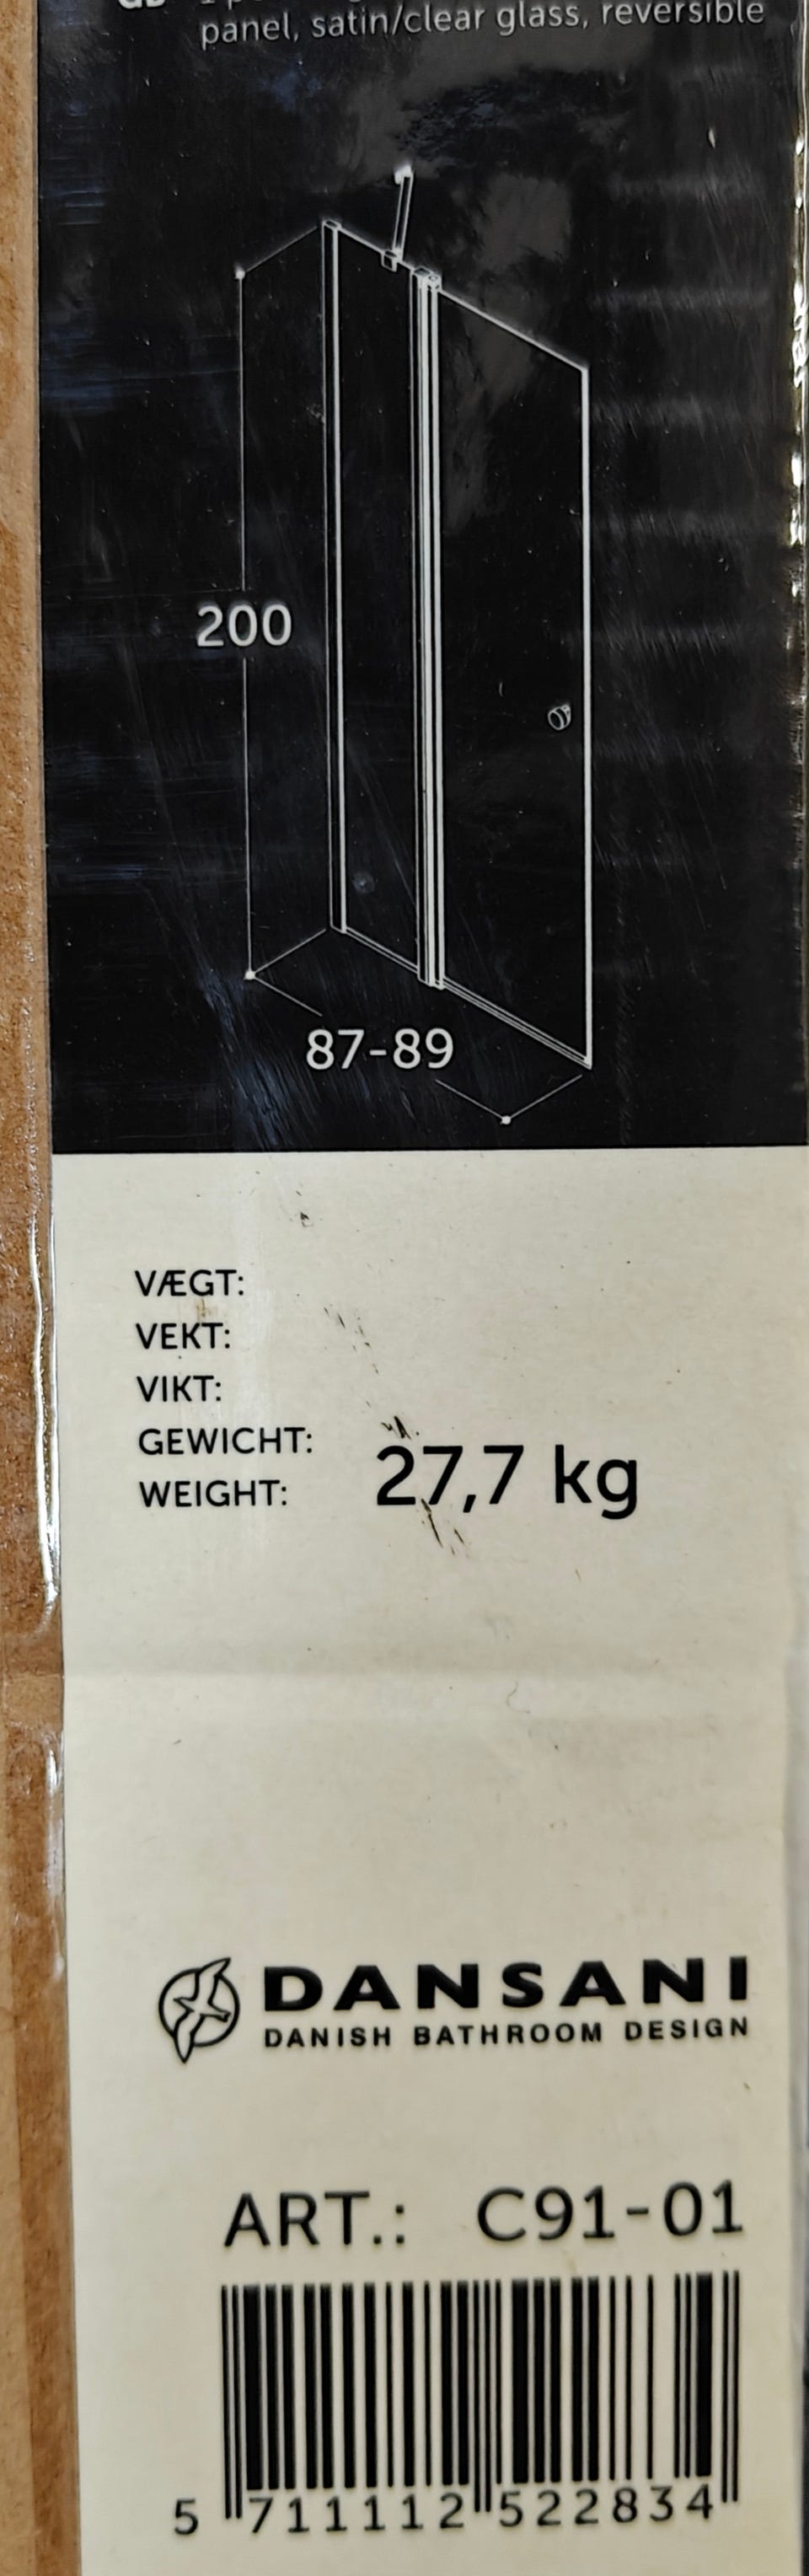 GB
panel, satin/clear glass, reversible
200
87-89
VÆGT:
VEKT:
VIKT:
GEWICHT:
WEIGHT:
27,7 kg
DANSANI
DANISH BATHROOM DESIGN
ART.: C91-01
5 711112 522834